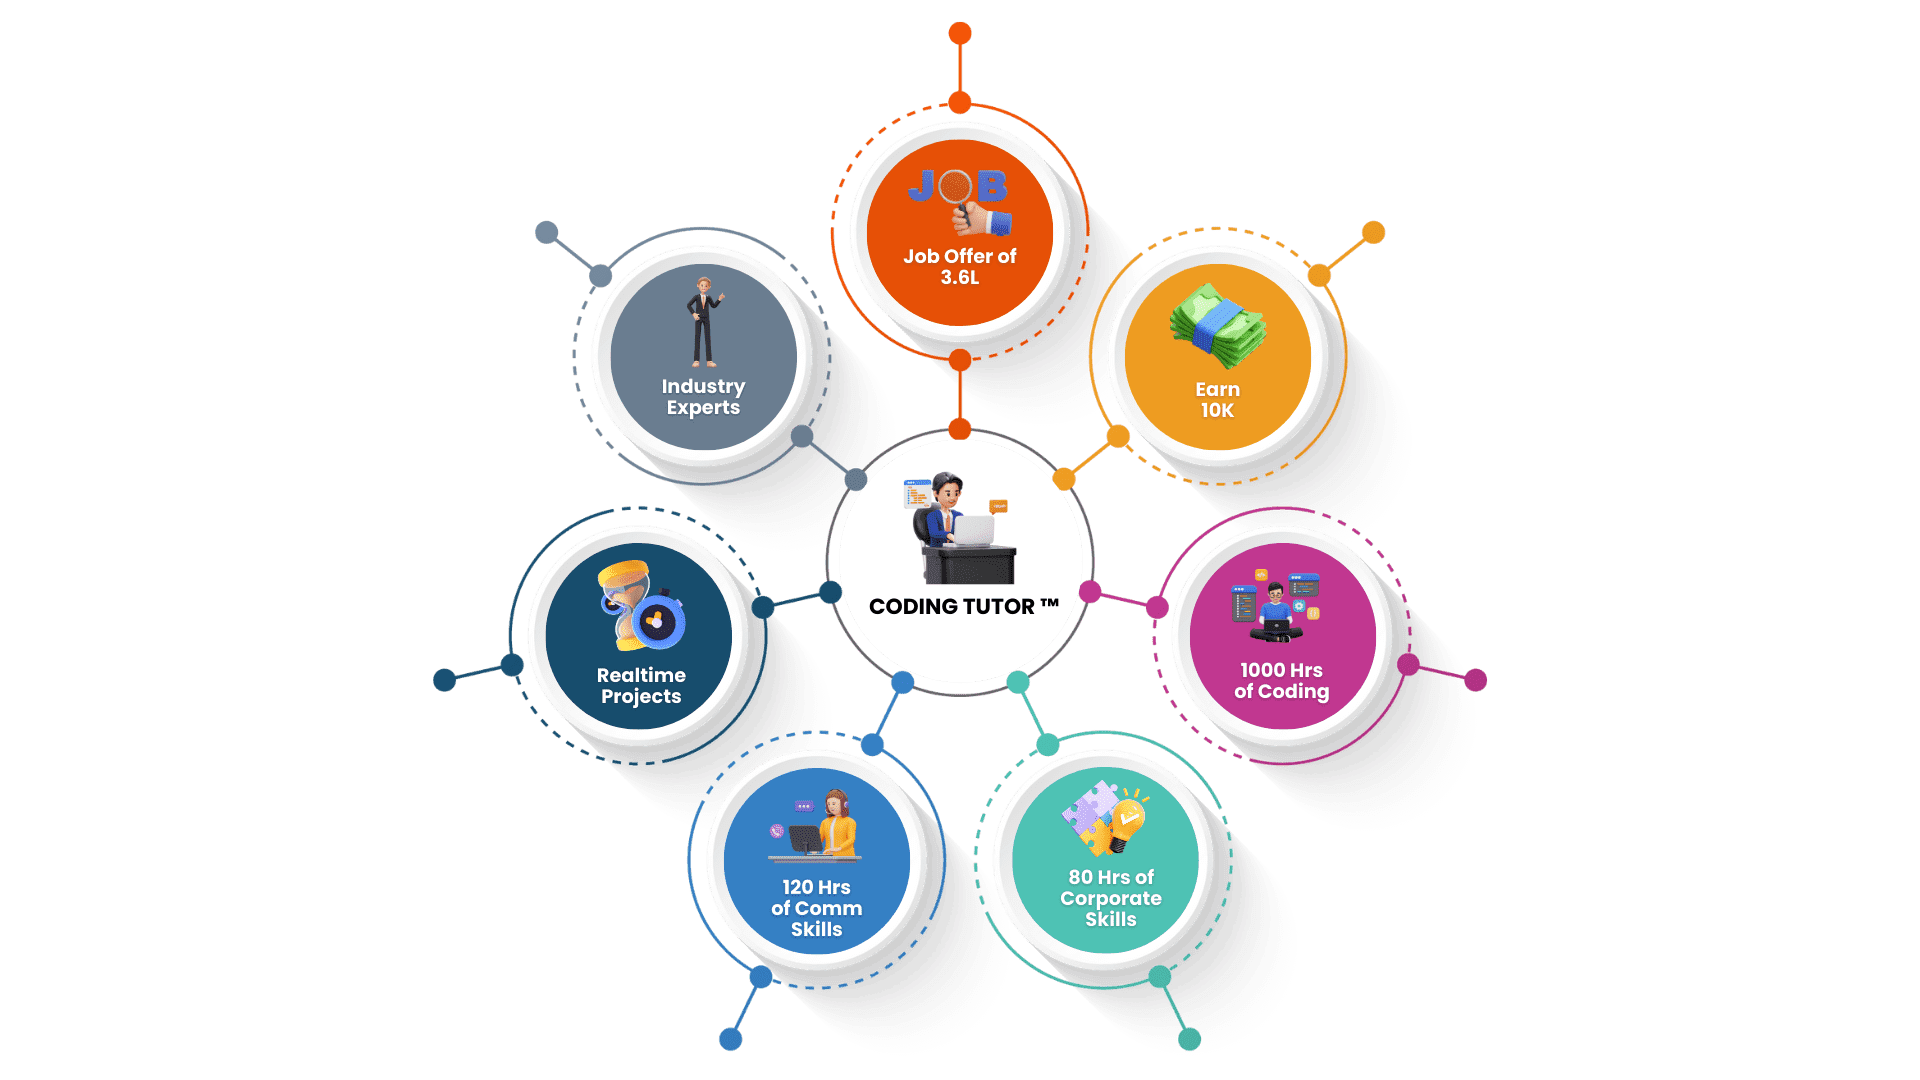 JOB
Job Offer of
3.6L
Earn
10K
Industry
Experts
CODING TUTOR ™
1000 Hrs
of Coding
Realtime
Projects
80 Hrs of
Corporate
Skills
120 Hrs
of Comm
Skills